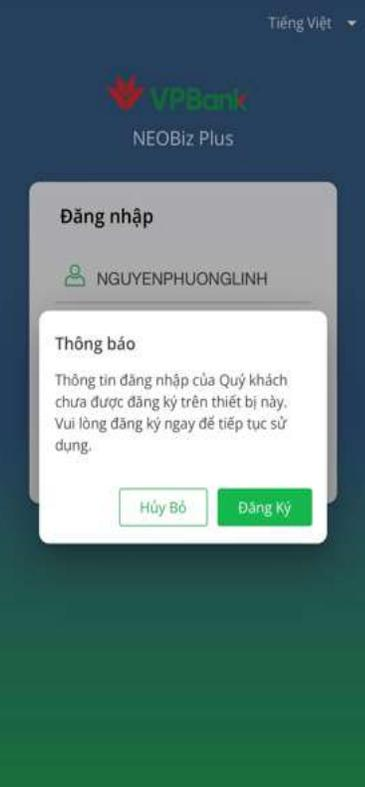 Tiếng Việt
VPBank
NEOBiz Plus
Đăng nhập
NGUYENPHUONGLINH
Thông báo
Thông tin đăng nhập của Quý khách
chưa được đăng ký trên thiết bị này.
Vui lòng đăng ký ngay để tiếp tục sử
dụng.
Hủy Bỏ
Đăng Ký